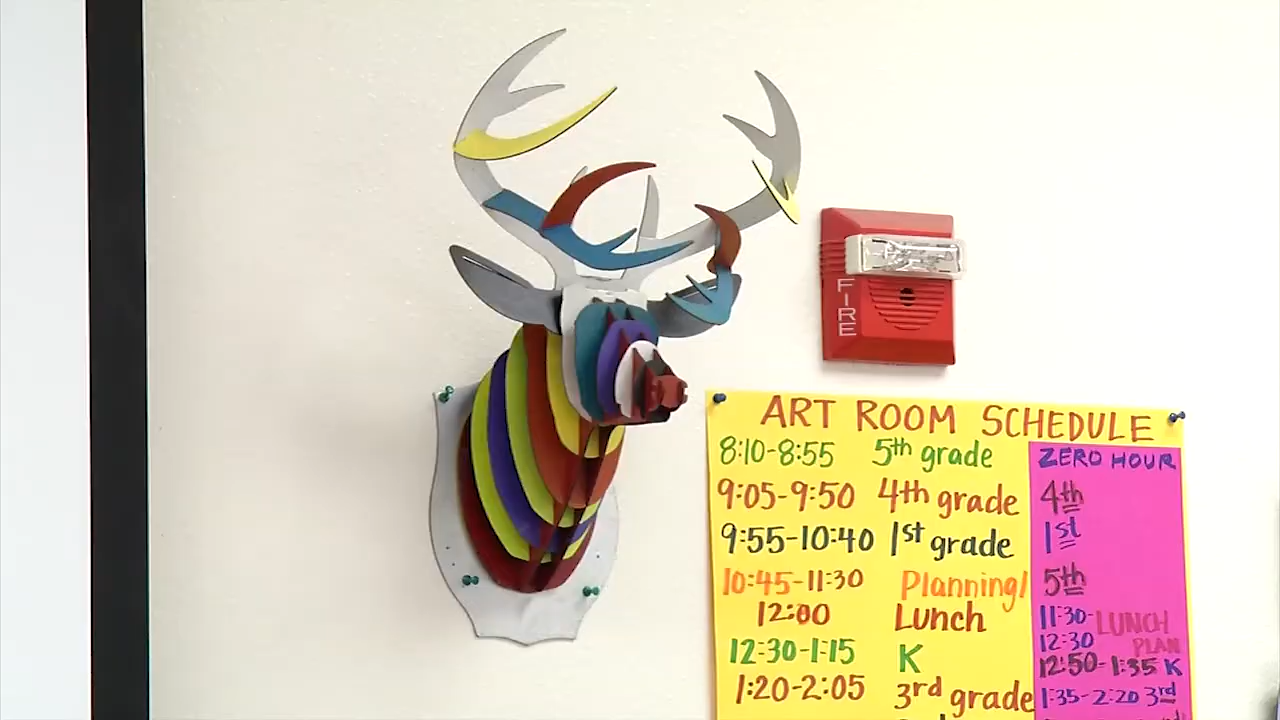 FIRE
ART ROOM SCHEDULE
8:10-8:55 5th grade
9:05-9:50 4th grade
9:55-10:40 1st grade
10:45-11:30 Planning!
12:00 Lunch
12:30-1:15 K
1:20-2:05 3rd grade
ZERO HOUR
4th
1st
5th
11:30-
12:30 LUNCH
PLAN
12:50-1:35 K
1:35-2:20 3rd